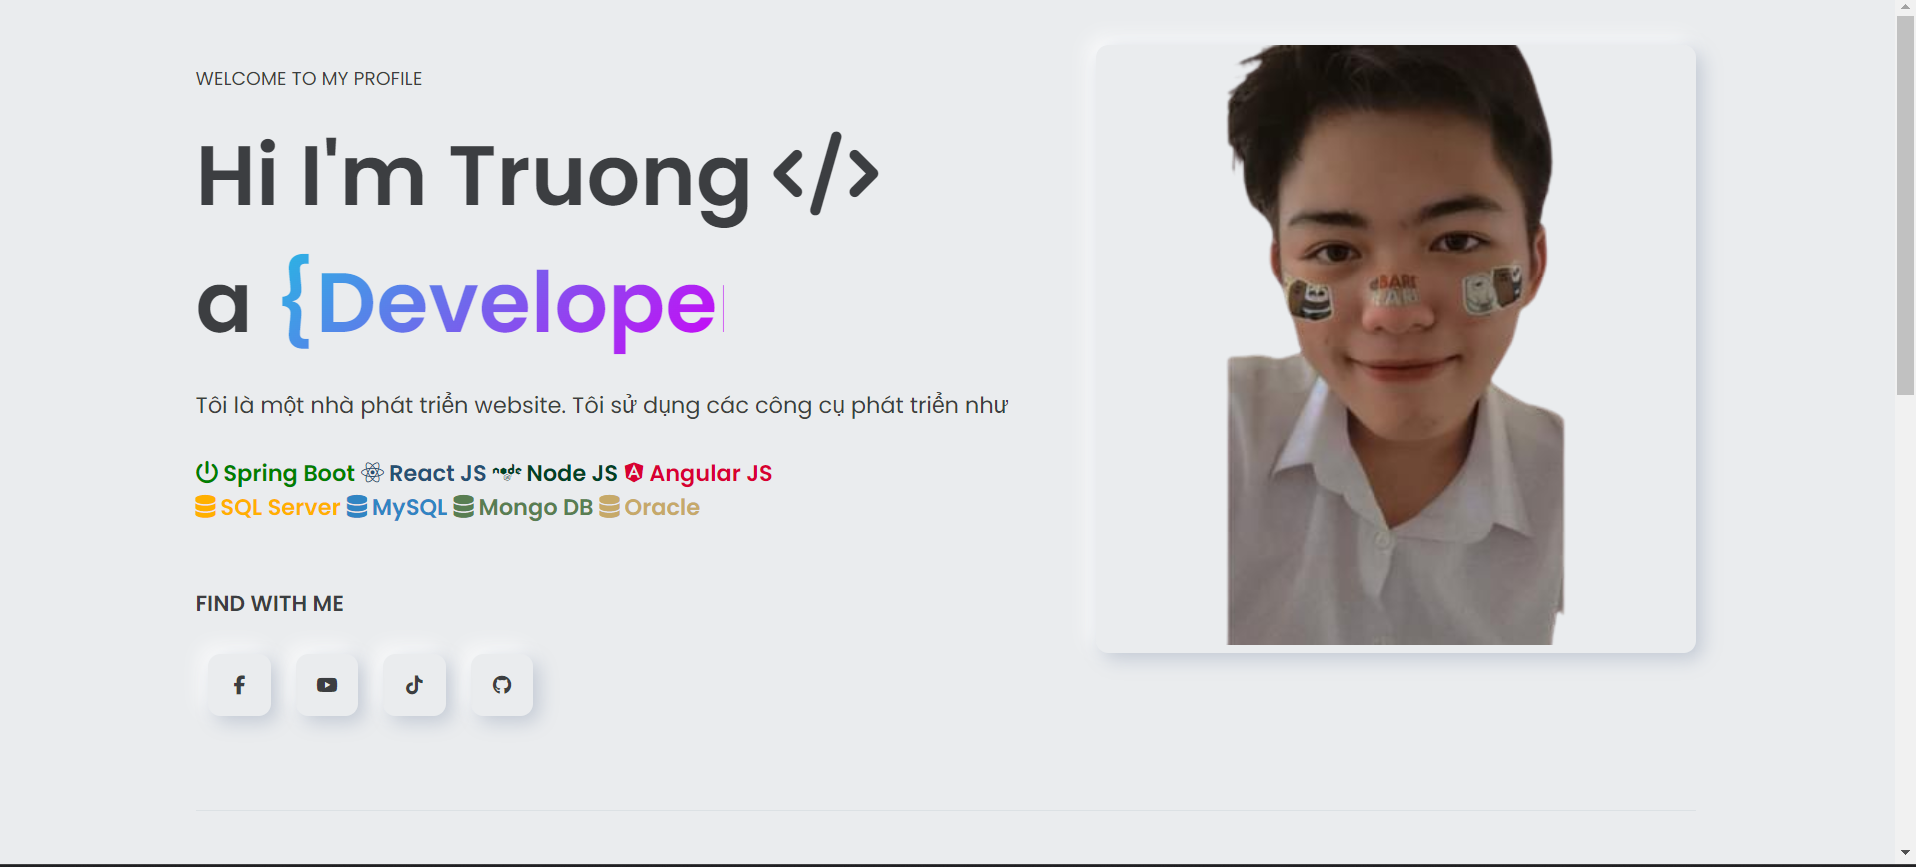 WELCOME TO MY PROFILE
Hi I'm Truong </>
a {Develope
Tôi là một nhà phát triển website. Tôi sử dụng các công cụ phát triển như
Spring Boot React JS node Node JS Angular JS
SQL Server MySQL Mongo DB Oracle
FIND WITH ME